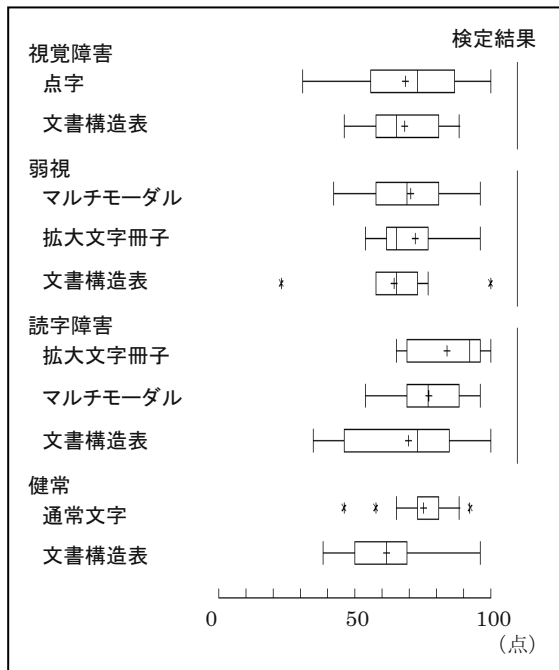 検定結果
視覚障害
点字
文書構造表
弱視
マルチモーダル
拡大文字冊子
文書構造表
読字障害
拡大文字冊子
マルチモーダル
文書構造表
健常
通常文字
文書構造表
0 50 100
(点)